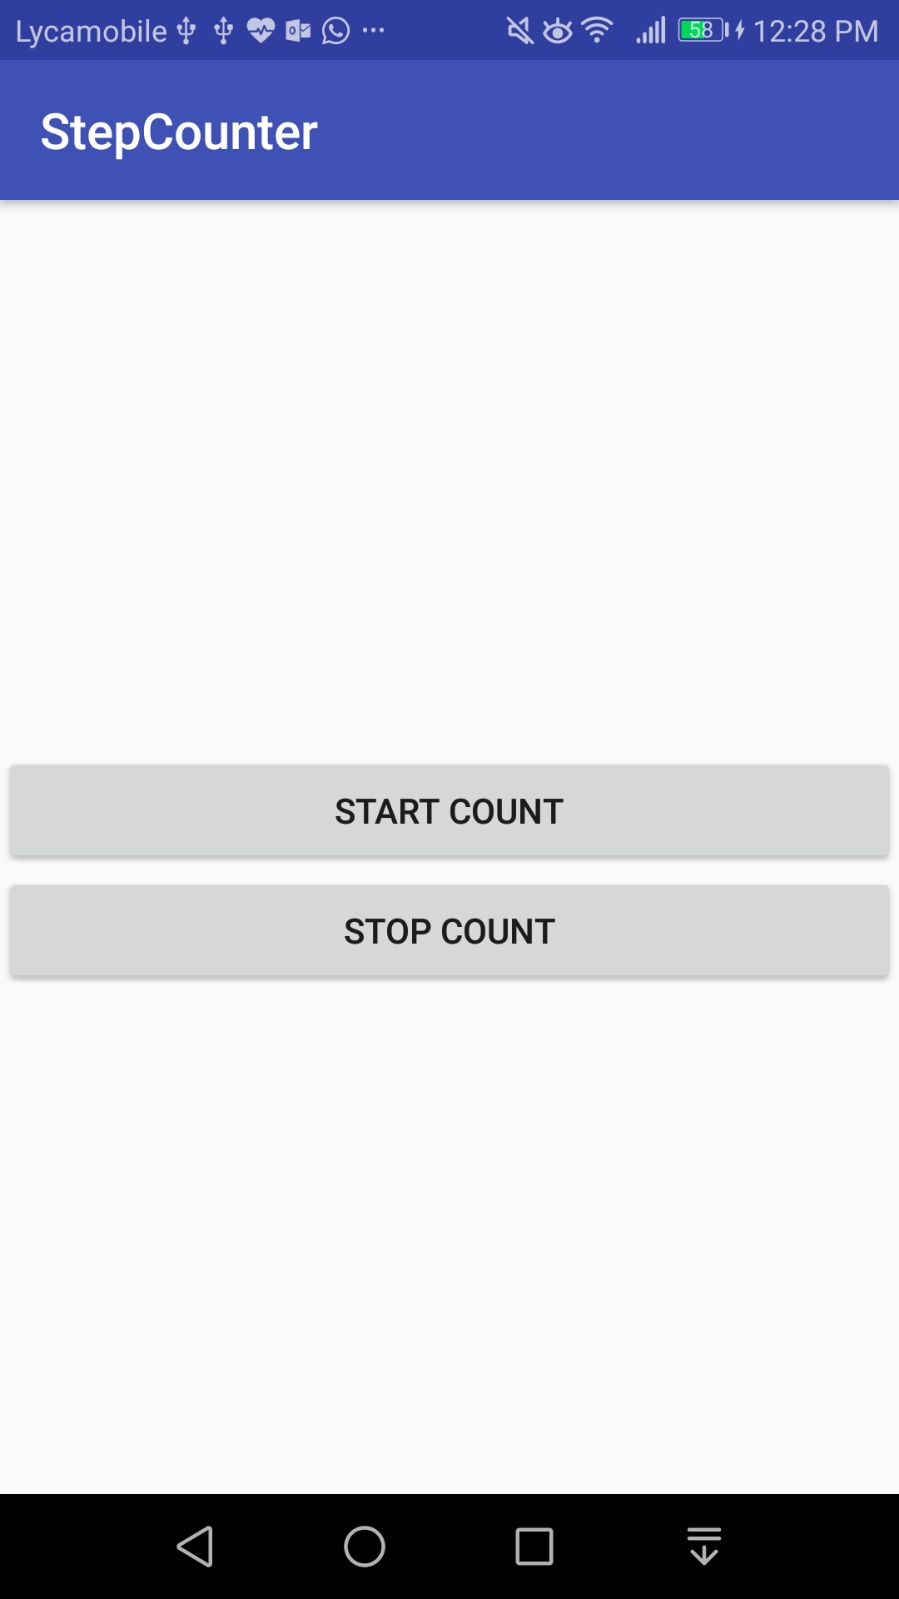 Lycamobile 58 12:28 PM
StepCounter
START COUNT
STOP COUNT